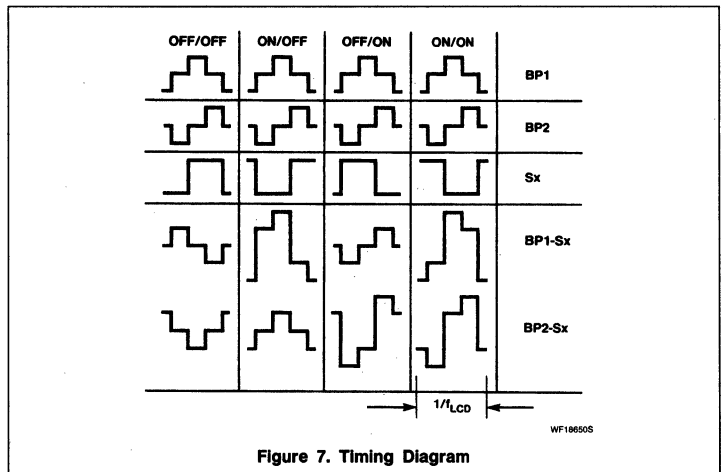 OFF/OFF ON/OFF OFF/ON ON/ON
BP1
BP2
Sx
BP1-Sx
BP2-Sx
1/fLCD
WF18650S
Figure 7. Timing Diagram